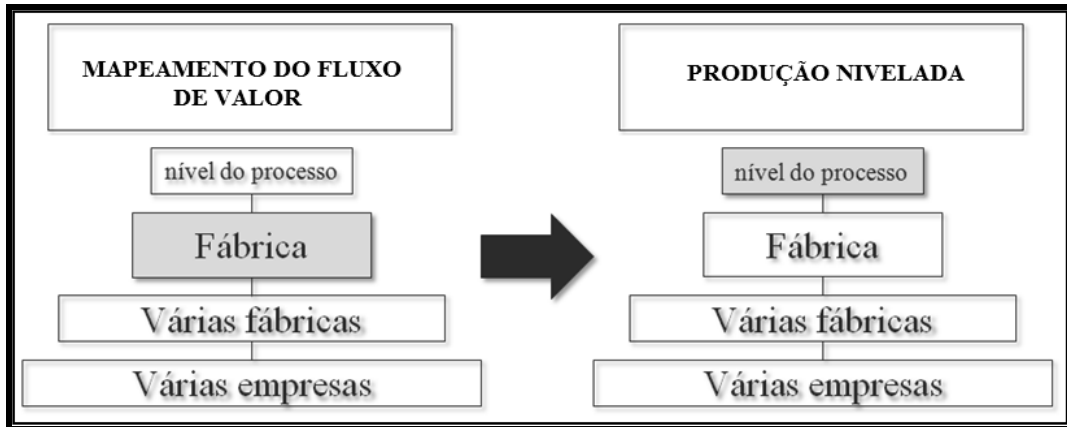 MAPEAMENTO DO FLUXO
DE VALOR
nível do processo
Fábrica
Várias fábricas
Várias empresas
PRODUÇÃO NIVELADA
nível do processo
Fábrica
Várias fábricas
Várias empresas